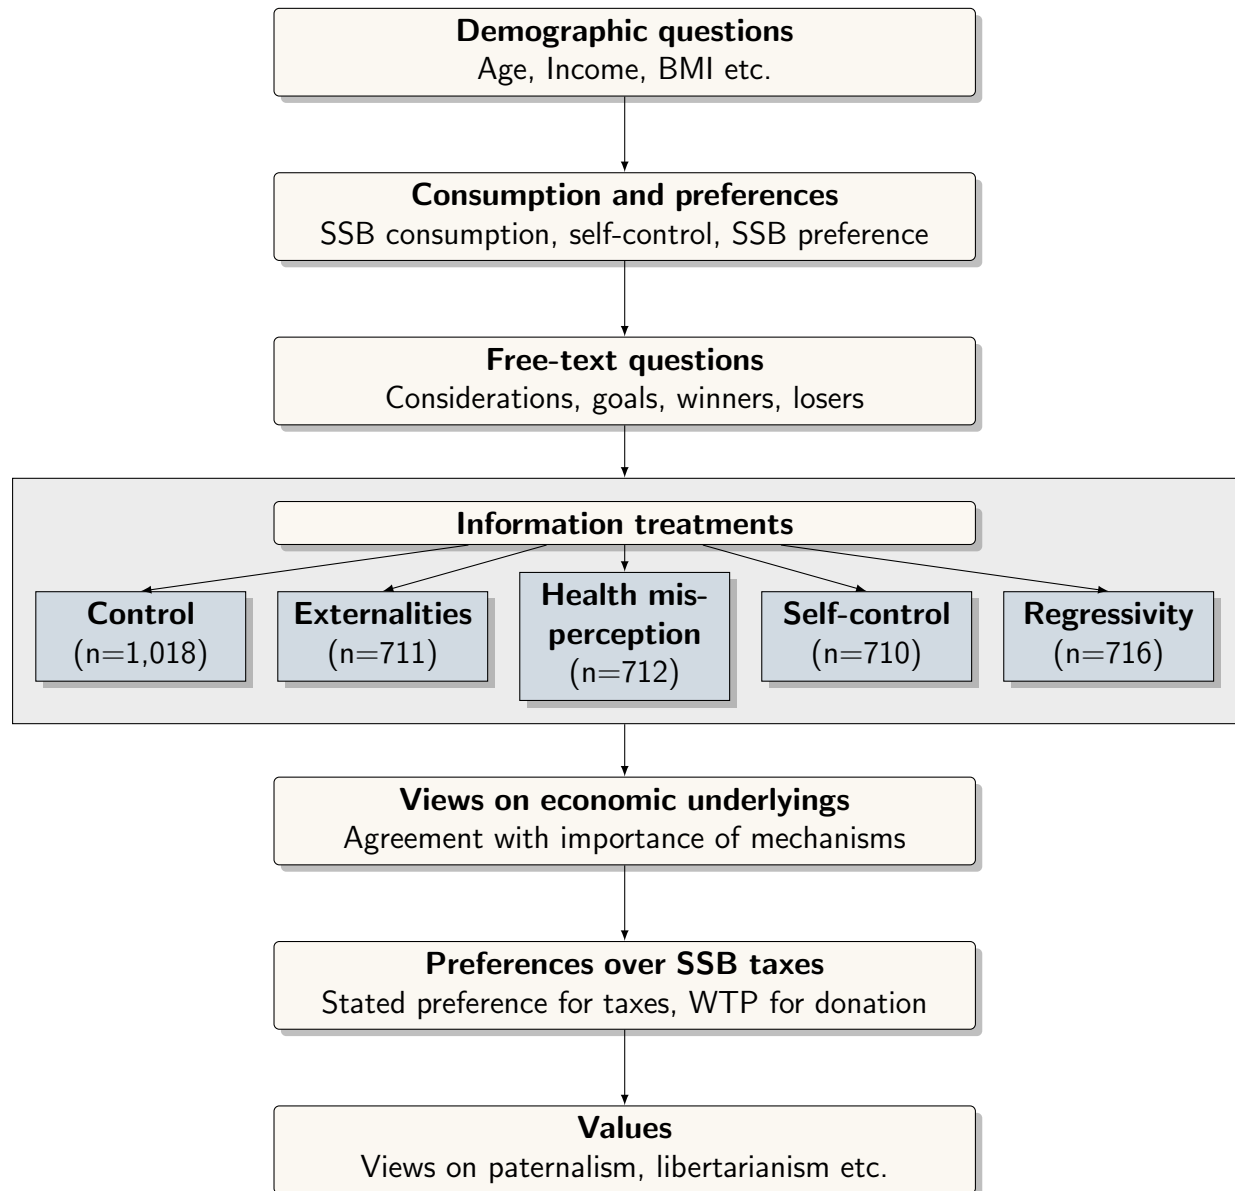 Demographic questions
Age, Income, BMI etc.
Consumption and preferences
SSB consumption, self-control, SSB preference
Free-text questions
Considerations, goals, winners, losers
Information treatments
Control
(n=1,018)
Externalities
(n=711)
Health mis-
perception
(n=712)
Self-control
(n=710)
Regressivity
(n=716)
Views on economic underlyings
Agreement with importance of mechanisms
Preferences over SSB taxes
Stated preference for taxes, WTP for donation
Values
Views on paternalism, libertarianism etc.